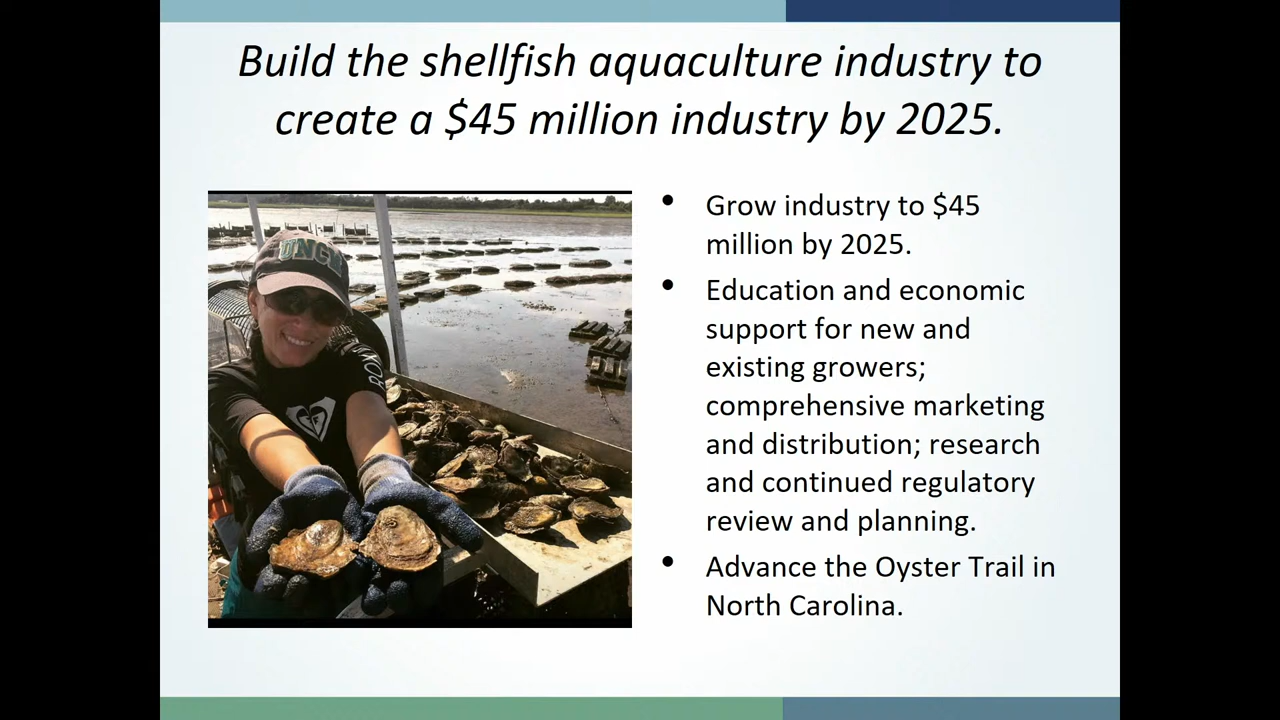 Build the shellfish aquaculture industry to
create a $45 million industry by 2025.
UNCW
ROXY
• Grow industry to $45
million by 2025.
• Education and economic
support for new and
existing growers;
comprehensive marketing
and distribution; research
and continued regulatory
review and planning.
• Advance the Oyster Trail in
North Carolina.